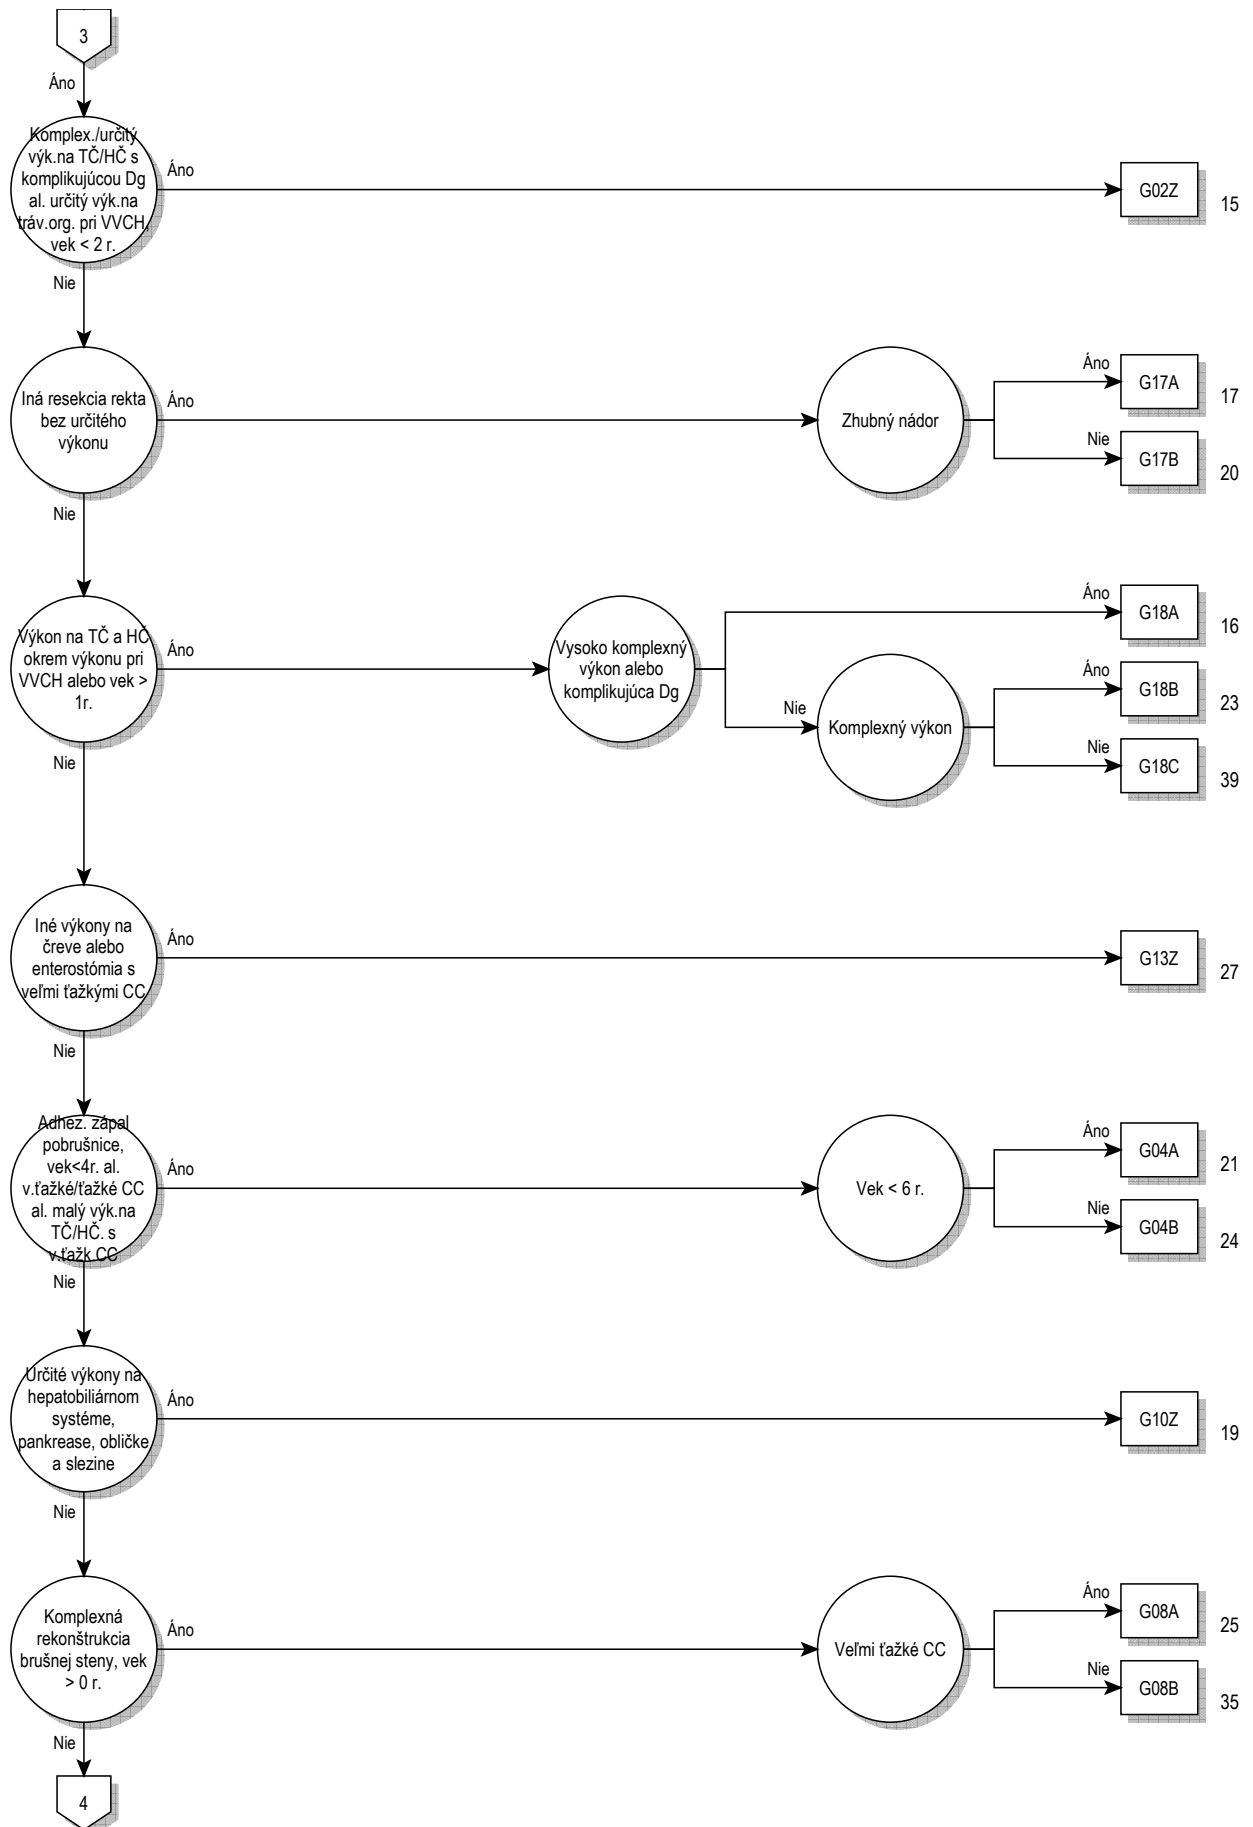 3
Áno
Komplex./určitý
výk.na TČ/HČ s
komplikujúcou Dg
al. určitý výk.na
tráv.org. pri VVCH,
vek < 2 r.
Áno
G02Z
15
Nie
Iná resekcia rekta
bez určitého
výkonu
Áno
Zhubný nádor
Áno
G17A
17
Nie
G17B
20
Nie
Výkon na TČ a HČ
okrem výkonu pri
VVCH alebo vek >
1r.
Áno
Vysoko komplexný
výkon alebo
komplikujúca Dg
Áno
G18A
16
Nie
Komplexný výkon
Áno
G18B
23
Nie
G18C
39
Nie
Iné výkony na
čreve alebo
enterostómia s
veľmi ťažkými CC
Áno
G13Z
27
Nie
Adhez. zápal
pobrušnice,
vek<4r. al.
v.ťažké/ťažké CC
al. malý výk.na
TČ/HČ. s
v.ťažk.CC
Áno
Vek < 6 r.
Áno
G04A
21
Nie
G04B
24
Nie
Určité výkony na
hepatobiliárnom
systéme,
pankrease, obličke
a slezine
Áno
G10Z
19
Nie
Komplexná
rekonštrukcia
brušnej steny, vek
> 0 r.
Áno
Veľmi ťažké CC
Áno
G08A
25
Nie
G08B
35
Nie
4